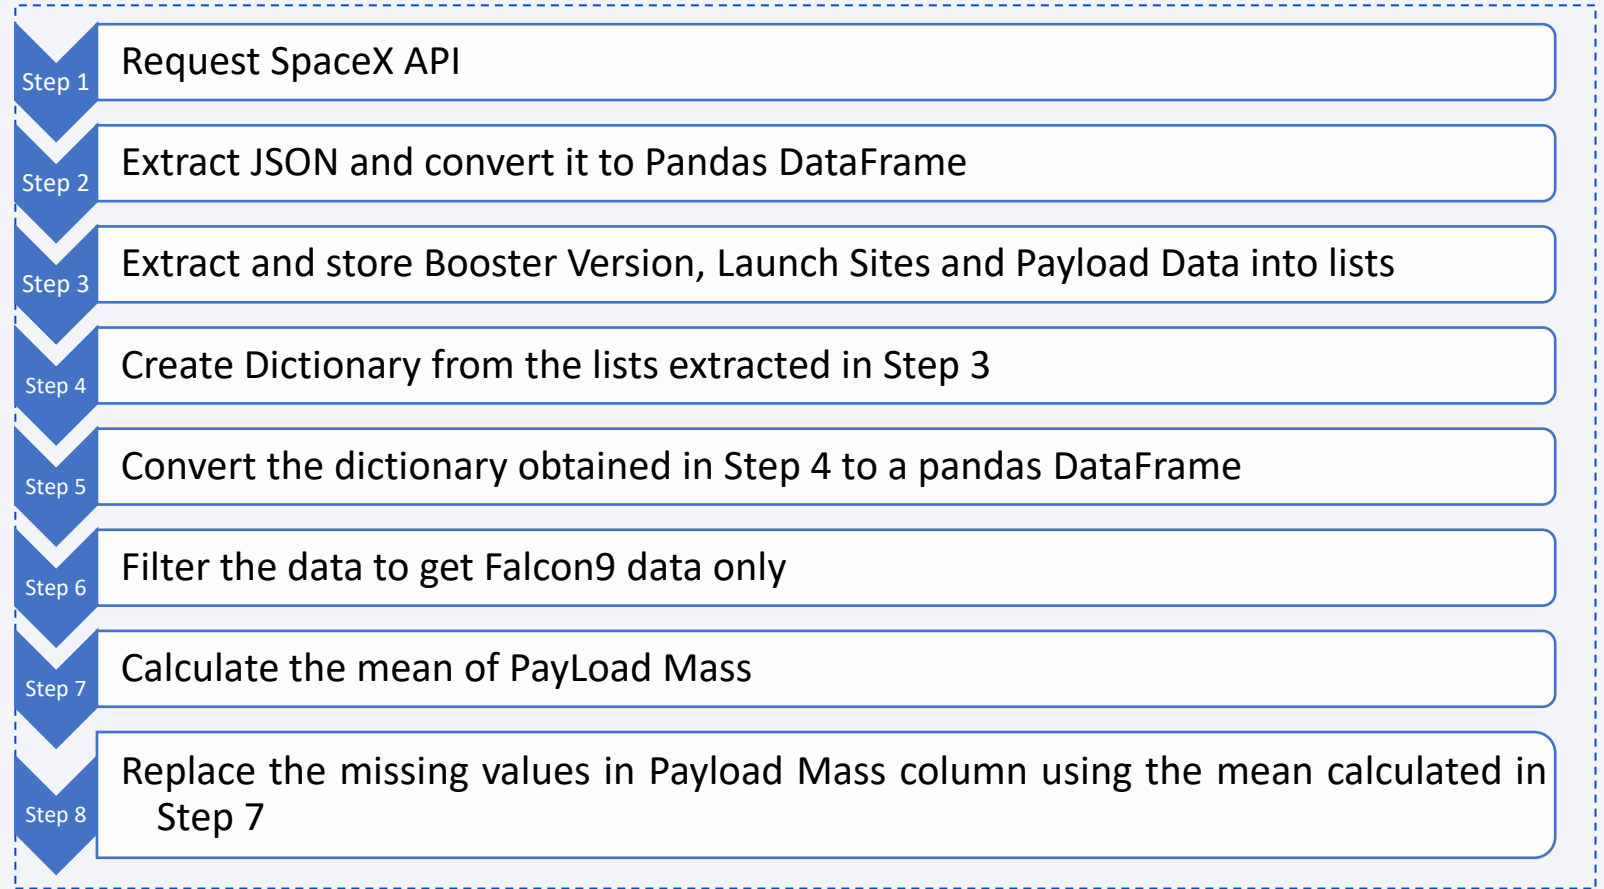 Step 1
Request SpaceX API
Step 2
Extract JSON and convert it to Pandas DataFrame
Step 3
Extract and store Booster Version, Launch Sites and Payload Data into lists
Step 4
Create Dictionary from the lists extracted in Step 3
Step 5
Convert the dictionary obtained in Step 4 to a pandas DataFrame
Step 6
Filter the data to get Falcon9 data only
Step 7
Calculate the mean of PayLoad Mass
Step 8
Replace the missing values in Payload Mass column using the mean calculated in
Step 7